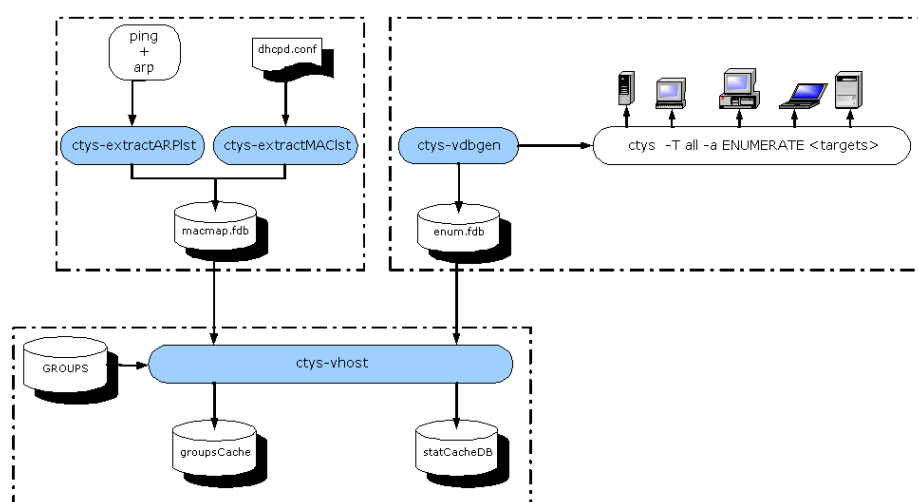 ping
+
arp
dhcpd.conf
ctys-extractARPlst
ctys-extractMAClst
macmap.fdb
ctys-vdbgen
ctys -T all -a ENUMERATE <targets>
enum.fdb
GROUPS
ctys-vhost
groupsCache
statCacheDB